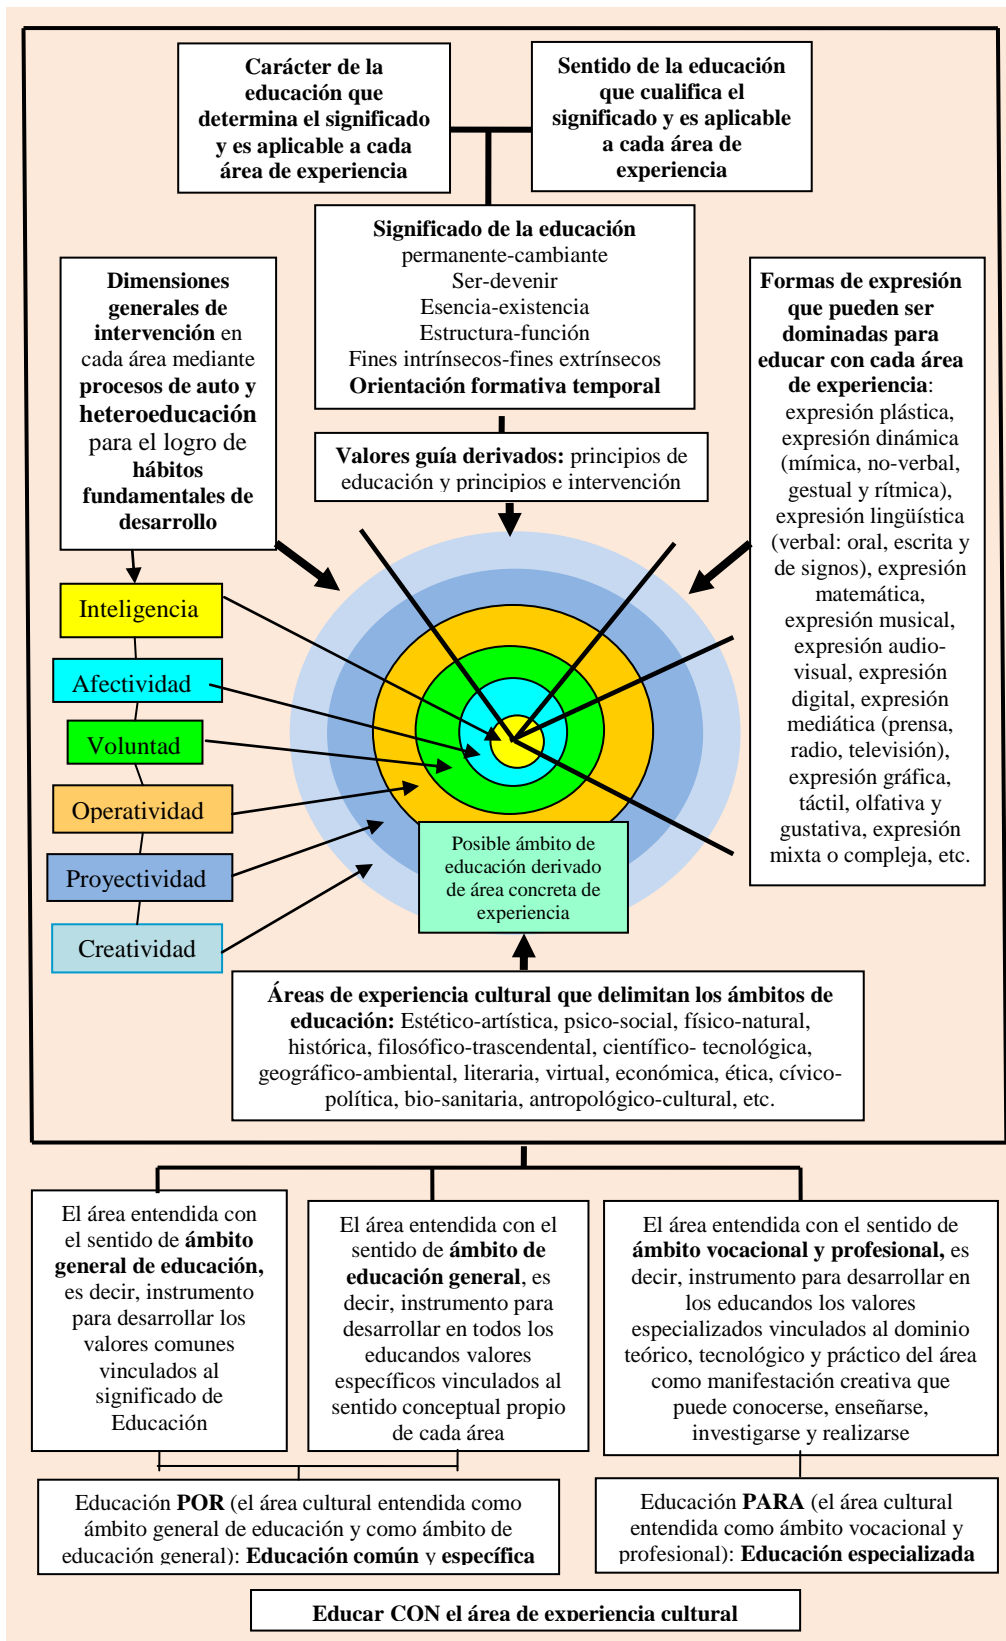 Carácter de la
educación que
determina el significado
y es aplicable a cada
área de experiencia
Sentido de la educación
que cualifica el
significado y es aplicable
a cada área de
experiencia
Significado de la educación
permanente-cambiante
Ser-devenir
Esencia-existencia
Estructura-función
Fines intrínsecos-fines extrínsecos
Orientación formativa temporal
Dimensiones
generales de
intervención en
cada área mediante
procesos de auto y
heteroeducación
para el logro de
hábitos
fundamentales de
desarrollo
Formas de expresión
que pueden ser
dominadas para
educar con cada área
de experiencia:
expresión plástica,
expresión dinámica
(mímica, no-verbal,
gestual y rítmica),
expresión lingüística
(verbal: oral, escrita y
de signos), expresión
matemática,
expresión musical,
expresión audio-
visual, expresión
digital, expresión
mediática (prensa,
radio, televisión),
expresión gráfica,
táctil, olfativa y
gustativa, expresión
mixta o compleja, etc.
Valores guía derivados: principios de
educación y principios e intervención
Inteligencia
Afectividad
Voluntad
Operatividad
Proyectividad
Creatividad
Posible ámbito de
educación derivado
de área concreta de
experiencia
Áreas de experiencia cultural que delimitan los ámbitos de
educación: Estético-artística, psico-social, físico-natural,
histórica, filosófico-trascendental, científico- tecnológica,
geográfico-ambiental, literaria, virtual, económica, ética, cívico-
política, bio-sanitaria, antropológico-cultural, etc.
El área entendida con
el sentido de ámbito
general de educación,
es decir, instrumento
para desarrollar los
valores comunes
vinculados al
significado de
Educación
El área entendida con el
sentido de ámbito de
educación general, es
decir, instrumento para
desarrollar en todos los
educandos valores
específicos vinculados al
sentido conceptual propio
de cada área
El área entendida con el sentido de
ámbito vocacional y profesional, es
decir, instrumento para desarrollar en
los educandos los valores
especializados vinculados al dominio
teórico, tecnológico y práctico del área
como manifestación creativa que
puede conocerse, enseñarse,
investigarse y realizarse
Educación POR (el área cultural entendida como
ámbito general de educación y como ámbito de
educación general): Educación común y específica
Educación PARA (el área cultural
entendida como ámbito vocacional y
profesional): Educación especializada
Educar CON el área de experiencia cultural